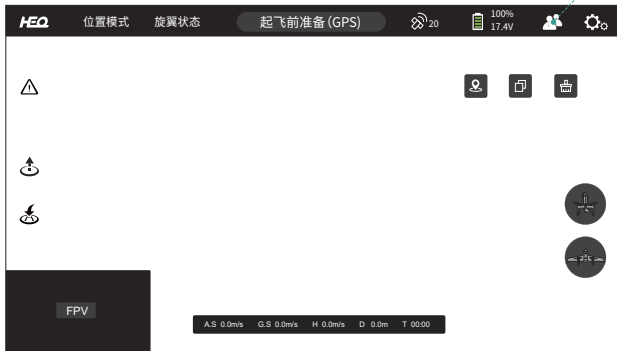 HEQ 位置模式 旋翼状态 起飞前准备(GPS) 20 100%
17.4V
FPV
A.S 0.0m/s G.S 0.0m/s H 0.0m/s D 0.0m T 00:00